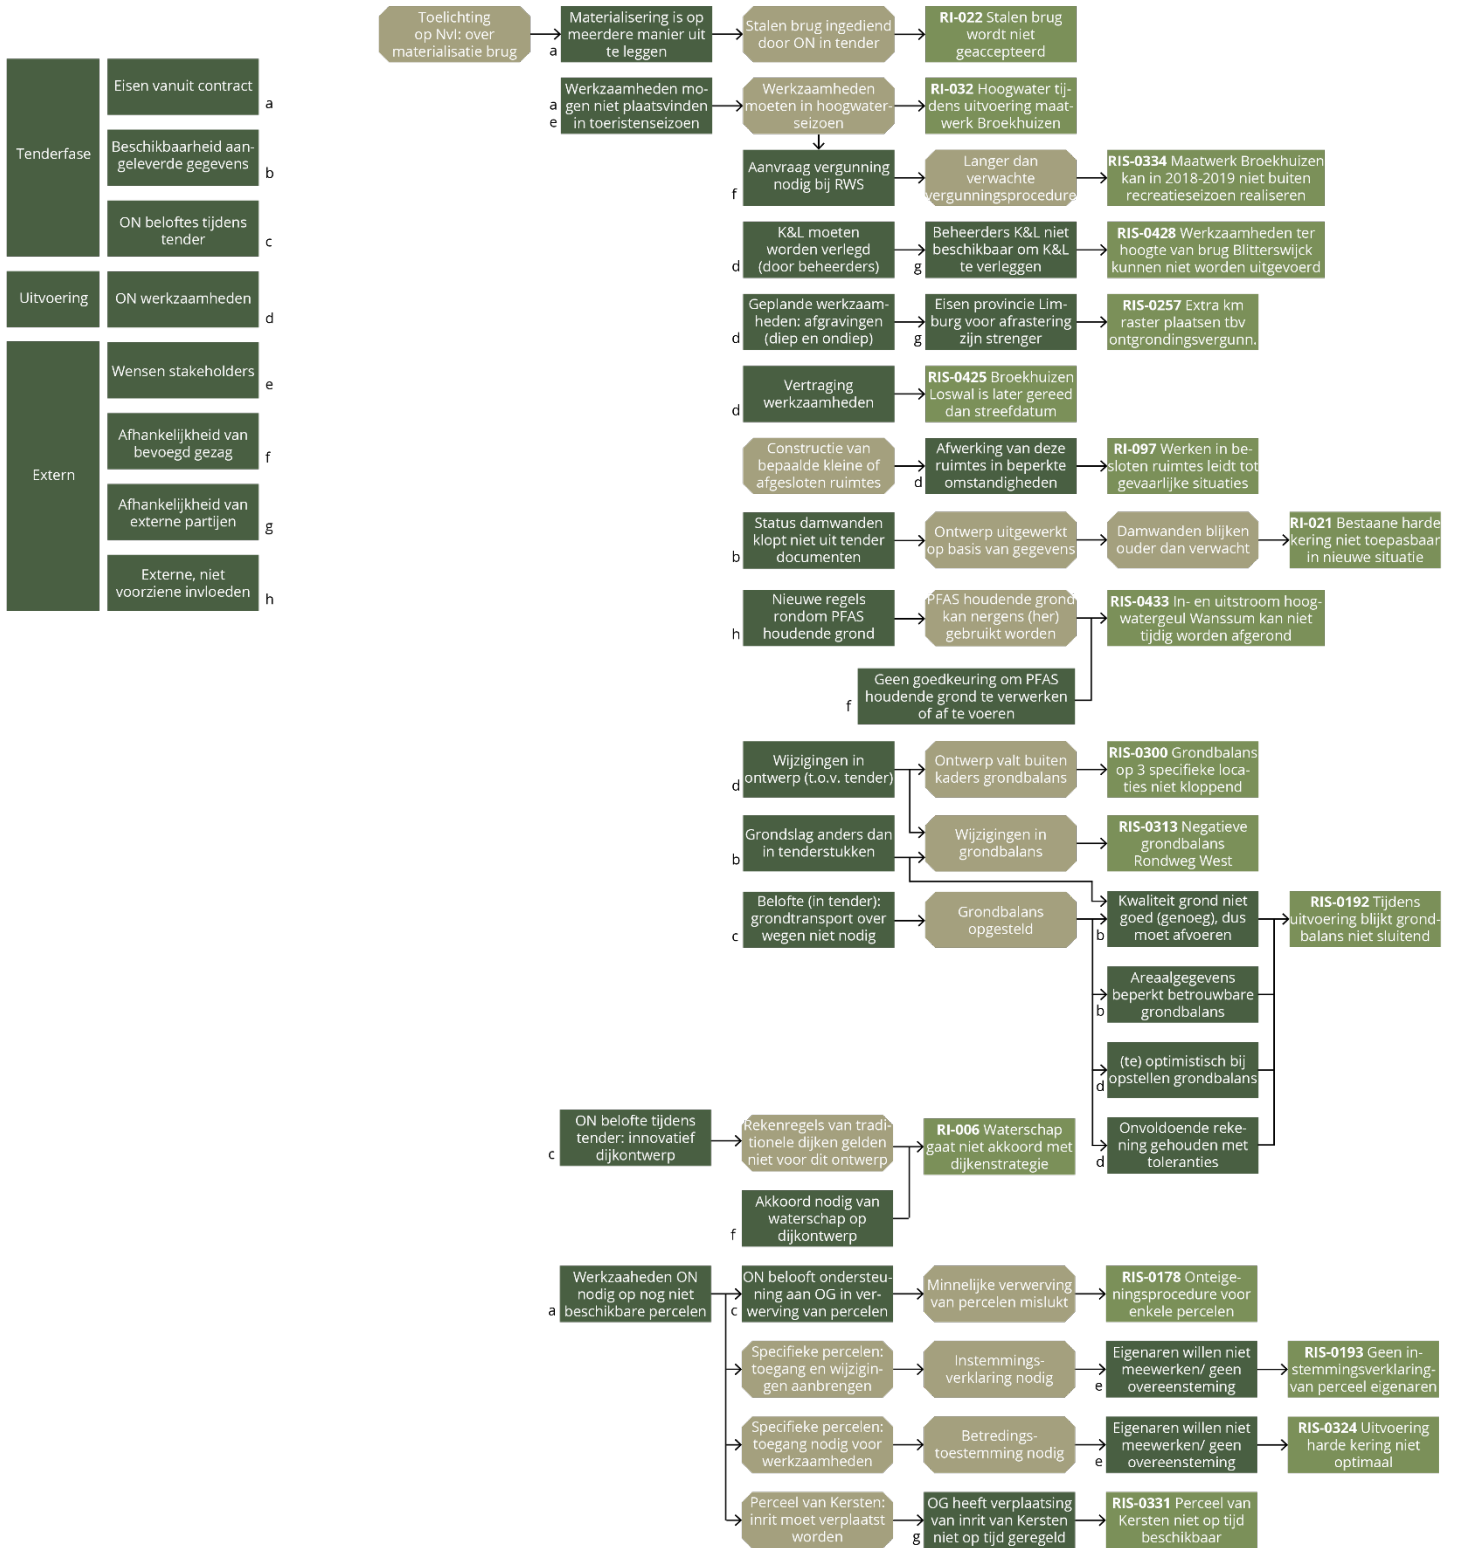 Tenderfase
Eisen vanuit contract
a
Beschikbaarheid aan-
geleverde gegevens
b
ON beloftes tijdens
tender
c
Uitvoering
ON werkzaamheden
d
Extern
Wensen stakeholders
e
Afhankelijkheid van
bevoegd gezag
f
Afhankelijkheid van
externe partijen
g
Externe, niet
voorziene invloeden
h
Toelichting
op NvI: over
materialisatie brug
a
Materialisering is op
meerdere manier uit
te leggen
Stalen brug ingediend
door ON in tender
RI-022 Stalen brug
wordt niet
geaccepteerd
a
e
Werkzaamheden mo-
gen niet plaatsvinden
in toeristenseizoen
Werkzaamheden
moeten in hoogwater-
seizoen
RI-032 Hoogwater tij-
dens uitvoering maat-
werk Broekhuizen
f
Aanvraag vergunning
nodig bij RWS
Langer dan
verwachte
vergunningsprocedure
RIS-0334 Maatwerk Broekhuizen
kan in 2018-2019 niet buiten
recreatieseizoen realiseren
d
K&L moeten
worden verlegd
(door beheerders)
g
Beheerders K&L niet
beschikbaar om K&L
te verleggen
RIS-0428 Werkzaamheden ter
hoogte van brug Blitterswijck
kunnen niet worden uitgevoerd
d
Geplande werkzaam-
heden: afgravingen
(diep en ondiep)
g
Eisen provincie Lim-
burg voor afrastering
zijn strenger
RIS-0257 Extra km
raster plaatsen tbv
ontgrondingsvergunn.
d
Vertraging
werkzaamheden
RIS-0425 Broekhuizen
Loswal is later gereed
dan streefdatum
Constructie van
bepaalde kleine of
afgesloten ruimtes
d
Afwerking van deze
ruimtes in beperkte
omstandigheden
RI-097 Werken in be-
sloten ruimtes leidt tot
gevaarlijke situaties
b
Status damwanden
klopt niet uit tender
documenten
Ontwerp uitgewerkt
op basis van gegevens
Damwanden blijken
ouder dan verwacht
RI-021 Bestaane harde
kering niet toepasbaar
in nieuwe situatie
h
Nieuwe regels
rondom PFAS
houdende grond
PFAS houdende grond
kan nergens (her)
gebruikt worden
RIS-0433 In- en uitstroom hoog-
watergeul Wanssum kan niet
tijdig worden afgerond
f
Geen goedkeuring om PFAS
houdende grond te verwerken
of af te voeren
d
Wijzigingen in
ontwerp (t.o.v. tender)
Ontwerp valt buiten
kaders grondbalans
RIS-0300 Grondbalans
op 3 specifieke loca-
ties niet kloppend
b
Grondslag anders dan
in tenderstukken
Wijzigingen in
grondbalans
RIS-0313 Negatieve
grondbalans
Rondweg West
c
Belofte (in tender):
grondtransport over
wegen niet nodig
Grondbalans
opgesteld
b
Kwaliteit grond niet
goed (genoeg), dus
moet afvoeren
RIS-0192 Tijdens
uitvoering blijkt grond-
balans niet sluitend
b
Areaalgegevens
beperkt betrouwbare
grondbalans
d
(te) optimistisch bij
opstellen grondbalans
d
Onvoldoende reke-
ning gehouden met
toleranties
c
ON belofte tijdens
tender: innovatief
dijkontwerp
Rekenregels van tradi-
tionele dijken gelden
niet voor dit ontwerp
RI-006 Waterschap
gaat niet akkoord met
dijkenstrategie
f
Akkoord nodig van
waterschap op
dijkontwerp
a
Werkzaaheden ON
nodig op nog niet
beschikbare percelen
c
ON belooft ondersteu-
ning aan OG in ver-
werving van percelen
Minnelijke verwerving
van percelen mislukt
RIS-0178 Onteige-
ningsprocedure voor
enkele percelen
Specifieke percelen:
toegang en wijzigin-
gen aanbrengen
Instemmings-
verklaring nodig
e
Eigenaren willen niet
meewerken/ geen
overeensteming
RIS-0193 Geen in-
stemmingsverklaring-
van perceel eigenaren
Specifieke percelen:
toegang nodig voor
werkzaamheden
Betredings-
toestemming nodig
e
Eigenaren willen niet
meewerken/ geen
overeensteming
RIS-0324 Uitvoering
harde kering niet
optimaal
Perceel van Kersten:
inrit moet verplaatst
worden
g
OG heeft verplaatsing
van inrit van Kersten
niet op tijd geregeld
RIS-0331 Perceel van
Kersten niet op tijd
beschikbaar